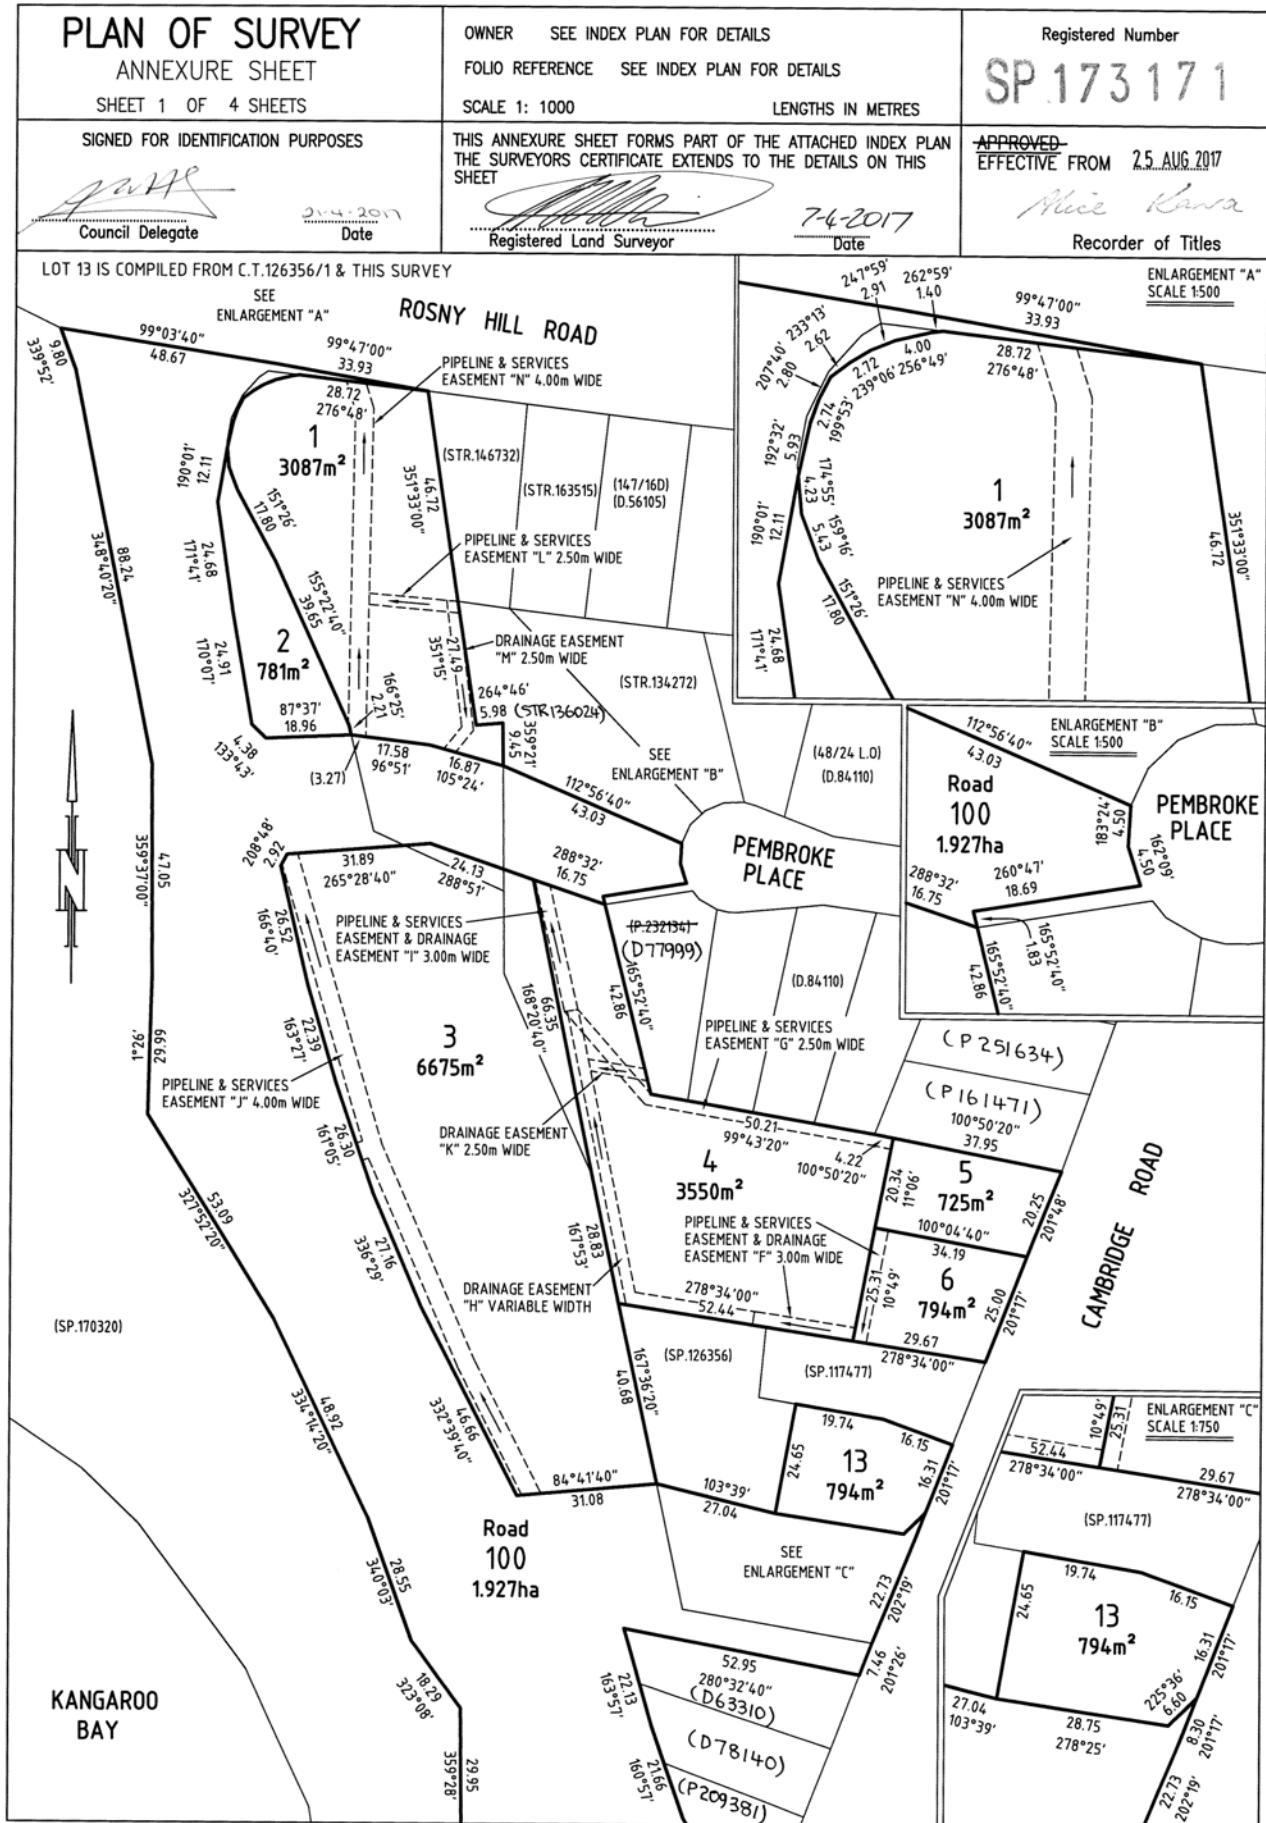 PLAN OF SURVEY
ANNEXURE SHEET
SHEET 1 OF 4 SHEETS
OWNER SEE INDEX PLAN FOR DETAILS
FOLIO REFERENCE SEE INDEX PLAN FOR DETAILS
SCALE 1: 1000 LENGTHS IN METRES
Registered Number
SP 173171
SIGNED FOR IDENTIFICATION PURPOSES
21-4-2017
Council Delegate Date
THIS ANNEXURE SHEET FORMS PART OF THE ATTACHED INDEX PLAN
THE SURVEYORS CERTIFICATE EXTENDS TO THE DETAILS ON THIS
SHEET
7-4-2017
Registered Land Surveyor Date
APPROVED
EFFECTIVE FROM 25 AUG 2017
Alice Kawa
Recorder of Titles
LOT 13 IS COMPILED FROM C.T.126356/1 & THIS SURVEY
SEE
ENLARGEMENT "A"
ROSNY HILL ROAD
9.80
339°52'
99°03'40"
48.67
99°47'00"
33.93
28.72
276°48'
PIPELINE & SERVICES
EASEMENT "N" 4.00m WIDE
1
3087m²
190°01'
12.11
151°26'
17.80
46.72
351°33'00"
(STR.146732)
(STR.163515)
(147/16D)
(D.56105)
88.24
348°40'20"
24.68
171°41'
PIPELINE & SERVICES
EASEMENT "L" 2.50m WIDE
155°22'40"
39.65
2
781m²
24.91
170°07'
27.49
351°15'
DRAINAGE EASEMENT
"M" 2.50m WIDE
(STR.134272)
87°37'
18.96
166°25'
2.21
264°46'
5.98 (STR136024)
359°21'
9.45
4.38
133°43'
(3.27)
17.58
96°51'
16.87
105°24'
SEE
ENLARGEMENT "B"
(48/24 L.O)
(D.84110)
112°56'40"
43.03
PEMBROKE
PLACE
47.05
359°37'00"
208°48'
2.92
31.89
265°28'40"
24.13
288°51'
288°32'
16.75
26.52
166°40'
PIPELINE & SERVICES
EASEMENT & DRAINAGE
EASEMENT "I" 3.00m WIDE
(P.232134)
(D77999)
165°52'40"
42.86
(D.84110)
66.35
168°20'40"
29.99
1°26'
22.39
163°27'
3
6675m²
PIPELINE & SERVICES
EASEMENT "G" 2.50m WIDE
(P251634)
(P161471)
100°50'20"
37.95
PIPELINE & SERVICES
EASEMENT "J" 4.00m WIDE
26.30
161°05'
DRAINAGE EASEMENT
"K" 2.50m WIDE
50.21
99°43'20"
4.22
100°50'20"
4
3550m²
5
725m²
20.34
11°06'
20.25
201°48'
CAMBRIDGE ROAD
53.09
327°52'20"
27.16
336°29'
28.83
167°53'
PIPELINE & SERVICES
EASEMENT & DRAINAGE
EASEMENT "F" 3.00m WIDE
100°04'40"
34.19
6
794m²
25.31
10°49'
25.00
201°17'
DRAINAGE EASEMENT
"H" VARIABLE WIDTH
278°34'00"
52.44
29.67
278°34'00"
(SP.170320)
(SP.126356)
(SP.117477)
48.92
334°14'20"
46.66
332°39'40"
167°36'20"
40.68
19.74
16.15
24.65
13
794m²
16.31
201°17'
84°41'40"
31.08
103°39'
27.04
Road
100
1.927ha
SEE
ENLARGEMENT "C"
28.55
340°03'
22.73
202°19'
52.95
280°32'40"
7.46
201°26'
22.13
163°57'
(D63310)
(D78140)
(P209381)
18.29
323°08'
21.66
160°57'
29.95
359°28'
KANGAROO
BAY
ENLARGEMENT "A"
SCALE 1:500
247°59'
2.91
262°59'
1.40
99°47'00"
33.93
233°13'
2.62
207°40'
2.80
4.00
256°49'
2.72
239°06'
28.72
276°48'
2.74
199°53'
192°32'
5.93
174°55'
4.23
1
3087m²
190°01'
12.11
159°16'
5.43
351°33'00"
46.72
PIPELINE & SERVICES
EASEMENT "N" 4.00m WIDE
151°26'
17.80
24.68
171°41'
ENLARGEMENT "B"
SCALE 1:500
112°56'40"
43.03
Road
100
1.927ha
183°24'
4.50
PEMBROKE
PLACE
162°09'
4.50
288°32'
16.75
260°47'
18.69
165°52'40"
1.83
165°52'40"
42.86
ENLARGEMENT "C"
SCALE 1:750
10°49'
25.31
52.44
278°34'00"
29.67
278°34'00"
(SP.117477)
19.74
16.15
24.65
13
794m²
16.31
201°17'
225°36'
6.60
27.04
103°39'
28.75
278°25'
8.30
201°17'
22.73
202°19'